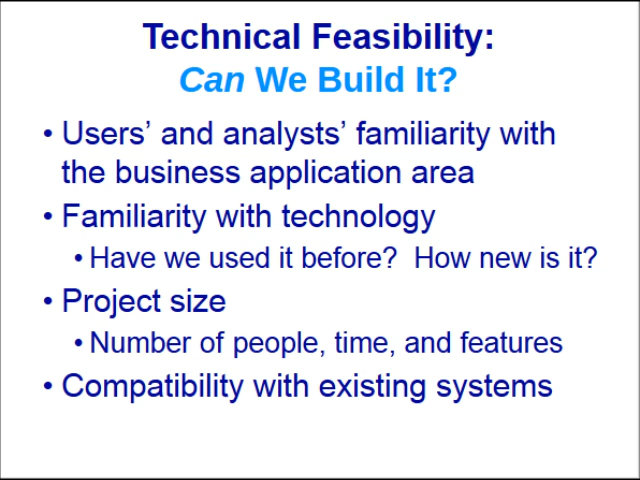 Technical Feasibility:
Can We Build It?
• Users’ and analysts’ familiarity with
the business application area
• Familiarity with technology
• Have we used it before?  How new is it?
• Project size
• Number of people, time, and features
• Compatibility with existing systems